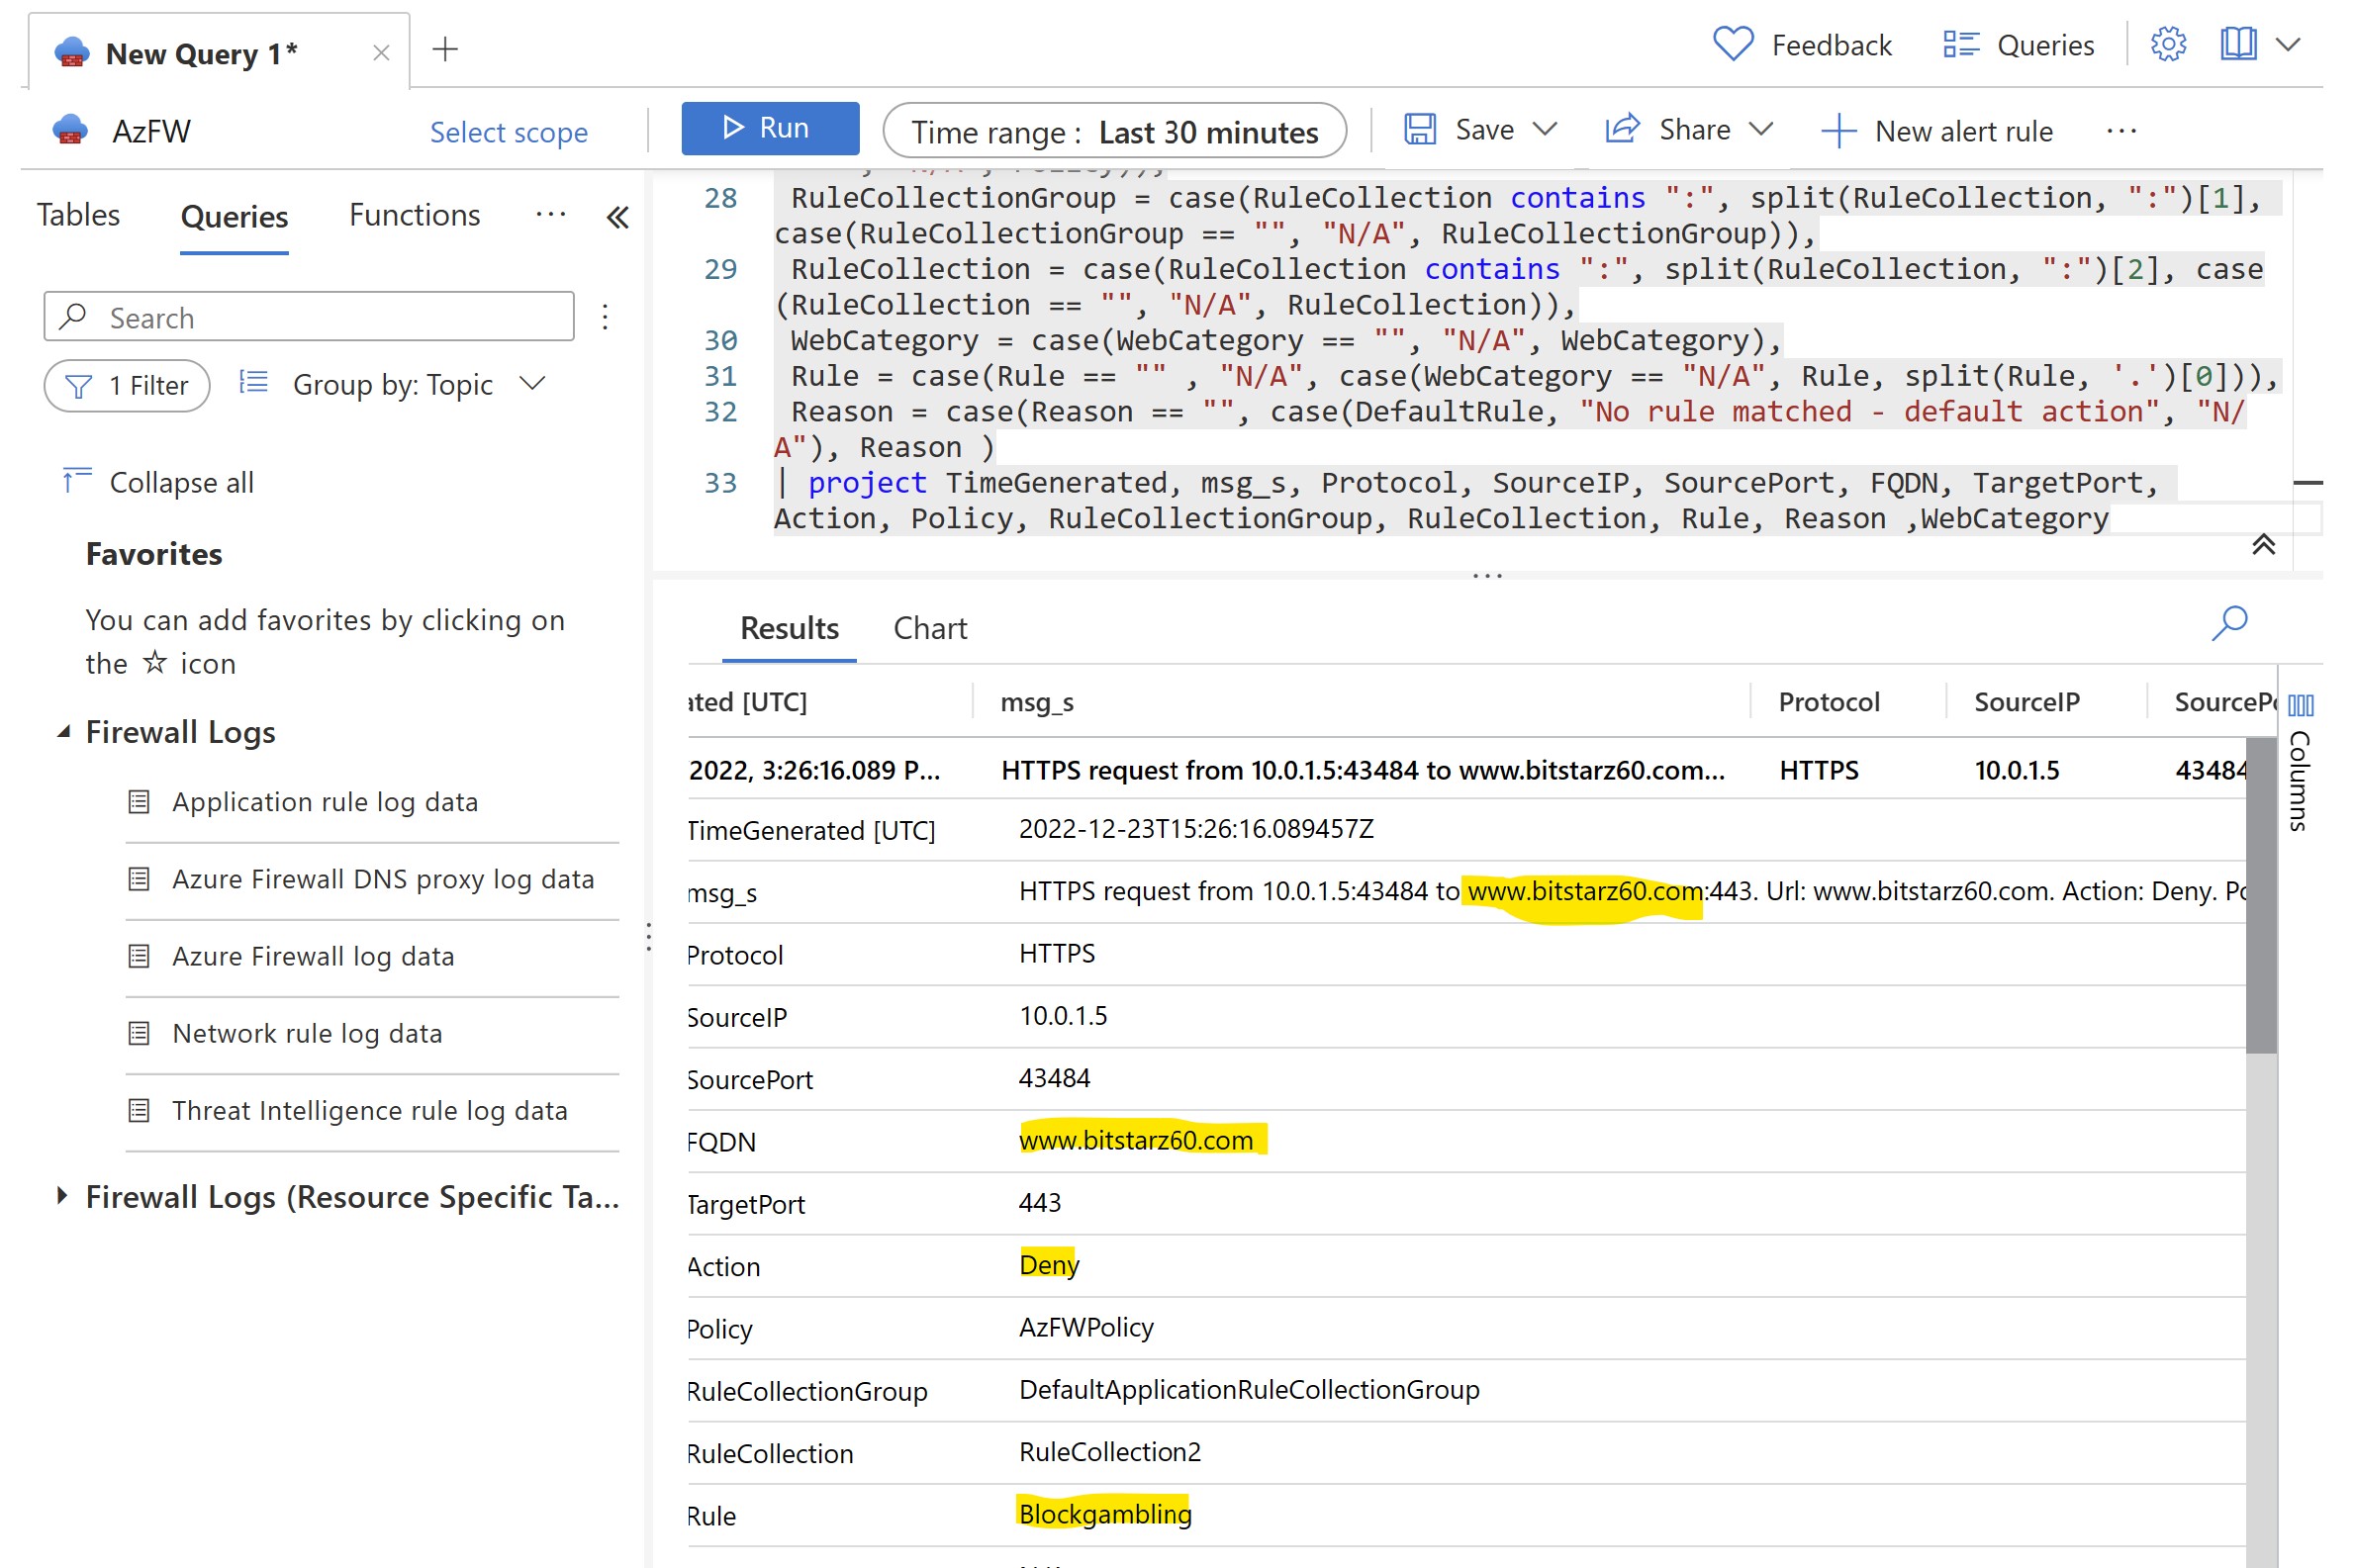 New Query 1*
Feedback
Queries
AzFW
Select scope
Run
Time range : Last 30 minutes
Save
Share
New alert rule
...
Tables
Queries
Functions
...
Search
1 Filter
Group by: Topic
Collapse all
Favorites
You can add favorites by clicking on
the ☆ icon
Firewall Logs
Application rule log data
Azure Firewall DNS proxy log data
Azure Firewall log data
Network rule log data
Threat Intelligence rule log data
Firewall Logs (Resource Specific Ta...
28 RuleCollectionGroup = case(RuleCollection contains ":", split(RuleCollection, ":")[1],
case(RuleCollectionGroup == "", "N/A", RuleCollectionGroup)),
29 RuleCollection = case(RuleCollection contains ":", split(RuleCollection, ":")[2], case
(RuleCollection == "", "N/A", RuleCollection)),
30 WebCategory = case(WebCategory == "", "N/A", WebCategory),
31 Rule = case(Rule == "" , "N/A", case(WebCategory == "N/A", Rule, split(Rule, '.')[0])),
32 Reason = case(Reason == "", case(DefaultRule, "No rule matched - default action", "N/
A"), Reason )
33 | project TimeGenerated, msg_s, Protocol, SourceIP, SourcePort, FQDN, TargetPort,
Action, Policy, RuleCollectionGroup, RuleCollection, Rule, Reason ,WebCategory
Results
Chart
ated [UTC] msg_s Protocol SourceIP SourcePo
2022, 3:26:16.089 P... HTTPS request from 10.0.1.5:43484 to www.bitstarz60.com... HTTPS 10.0.1.5 43484
TimeGenerated [UTC] 2022-12-23T15:26:16.089457Z
msg_s HTTPS request from 10.0.1.5:43484 to www.bitstarz60.com:443. Url: www.bitstarz60.com. Action: Deny. Po
Protocol HTTPS
SourceIP 10.0.1.5
SourcePort 43484
FQDN www.bitstarz60.com
TargetPort 443
Action Deny
Policy AzFWPolicy
RuleCollectionGroup DefaultApplicationRuleCollectionGroup
RuleCollection RuleCollection2
Rule Blockgambling
Columns